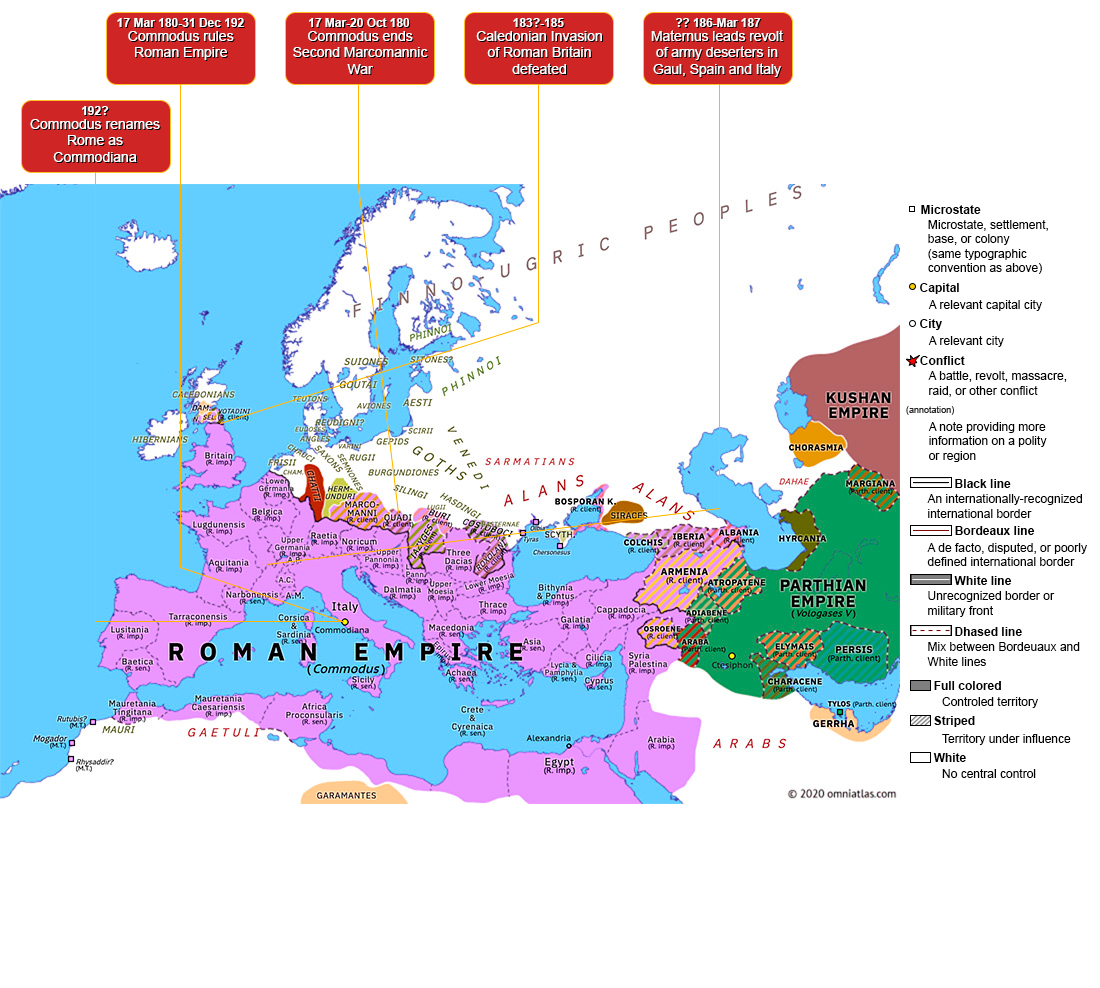 17 Mar 180-31 Dec 192
Commodus rules
Roman Empire
17 Mar-20 Oct 180
Commodus ends
Second Marcomannic
War
183?-185
Caledonian Invasion
of Roman Britain
defeated
?? 186-Mar 187
Maternus leads revolt
of army deserters in
Gaul, Spain and Italy
192?
Commodus renames
Rome as
Commodiana
FINNO-UGRIC PEOPLES
PHINNOI
SUIONES
SITONES?
PHINNOI
GOUTAI
TEUTONS
AVIONES
AESTI
CALEDONIANS
DAM.
SEL.
VOTADINI
(R. client)
HIBERNIANS
REUDIGNI?
EUDOSES
ANGLES
VARINI
SCIRII
GEPIDS
VENEDI
GOTHS
CHAUCI
SAXONS
SEMNONES
RUGII
FRISII
CHAM.
BURGUNDIONES
SILINGI
HASDINGI
LUGII
SARMATIANS
ALANS
ALANS
Britain
(R. imp.)
Lower
Germania
(R. imp.)
CHATTI
HERM-
UNDURI
MARCO-
MANNI
(R. client)
QUADI
(R. client)
BURI
(R. client)
IAZYGES
BOSPORAN K.
(R. client)
SIRACES
Olbia
Tyras
SCYTH.
Chersonesus
Belgica
(R. imp.)
Lugdunensis
(R. imp.)
Upper
Germania
(R. imp.)
Raetia
(R. imp.)
Noricum
(R. imp.)
Upper
Pannonia
(R. imp.)
Three
Dacias
(R. imp.)
Aquitania
(R. imp.)
A.C.
A.M.
Narbonensis
(R. sen.)
Italy
Commodiana
Dalmatia
(R. imp.)
Upper
Moesia
(R. imp.)
Lower Moesia
(R. imp.)
Thrace
(R. imp.)
Bithynia
& Pontus
(R. imp.)
Galatia
(R. imp.)
Cappadocia
(R. imp.)
Tarraconensis
(R. imp.)
Lusitania
(R. imp.)
Baetica
(R. sen.)
Corsica
&
Sardinia
(R. sen.)
Macedonia
(R. sen.)
Achaea
(R. sen.)
Asia
(R. sen.)
Lycia &
Pamphylia
(R. sen.)
Cilicia
(R. imp.)
Cyprus
(R. sen.)
Syria
Palestina
(R. imp.)
ROMAN EMPIRE
(Commodus)
Sicily
(R. sen.)
Mauretania
Tingitana
(R. imp.)
Mauretania
Caesariensis
(R. imp.)
Africa
Proconsularis
(R. sen.)
Crete
&
Cyrenaica
(R. sen.)
Alexandria
Egypt
(R. imp.)
Arabia
(R. imp.)
Rutubis?
(M.T.)
MAURI
Mogador
(M.T.)
Rhysaddir?
(M.T.)
GAETULI
GARAMANTES
ARABS
COLCHIS
(R. client)
IBERIA
(R. client)
ALBANIA
(R. client)
ARMENIA
(R. client)
ATROPATENE
(Parth. client)
OSROENE
(R. client)
ADIABENE
(Parth. client)
ARABA
(Parth. client)
Ctesiphon
PARTHIAN
EMPIRE
(Vologases V)
HYRCANIA
DAHAE
CHORASMIA
KUSHAN
EMPIRE
MARGIANA
(Parth. client)
ELYMAIS
(Parth. client)
PERSIS
(Parth. client)
CHARACENE
(Parth. client)
TYLOS (Parth. client)
GERRHA
© 2020 omniatlas.com
Microstate
Microstate, settlement,
base, or colony
(same typographic
convention as above)
Capital
A relevant capital city
City
A relevant city
Conflict
A battle, revolt, massacre,
raid, or other conflict
(annotation)
A note providing more
information on a polity
or region
Black line
An internationally-recognized
international border
Bordeaux line
A de facto, disputed, or poorly
defined international border
White line
Unrecognized border or
military front
Dhased line
Mix between Bordeuaux and
White lines
Full colored
Controled territory
Striped
Territory under influence
White
No central control